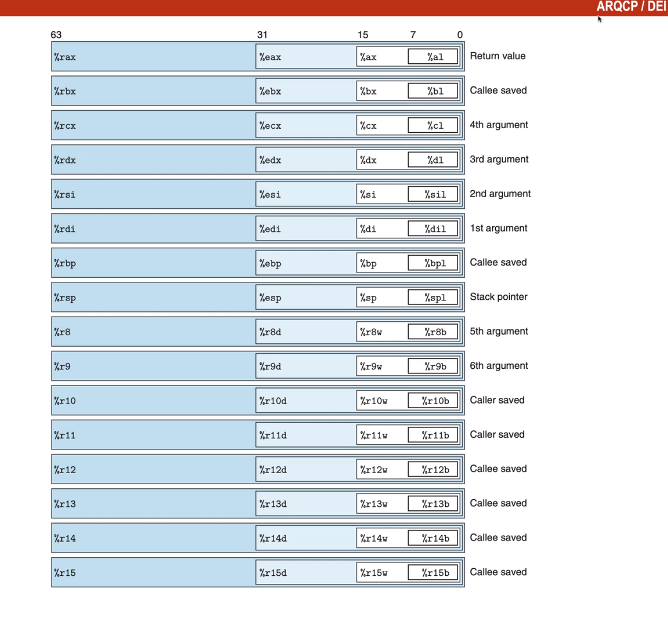 ARQCP / DEI
63 31 15 7 0
%rax %eax %ax %al Return value
%rbx %ebx %bx %bl Callee saved
%rcx %ecx %cx %cl 4th argument
%rdx %edx %dx %dl 3rd argument
%rsi %esi %si %sil 2nd argument
%rdi %edi %di %dil 1st argument
%rbp %ebp %bp %bpl Callee saved
%rsp %esp %sp %spl Stack pointer
%r8 %r8d %r8w %r8b 5th argument
%r9 %r9d %r9w %r9b 6th argument
%r10 %r10d %r10w %r10b Caller saved
%r11 %r11d %r11w %r11b Caller saved
%r12 %r12d %r12w %r12b Callee saved
%r13 %r13d %r13w %r13b Callee saved
%r14 %r14d %r14w %r14b Callee saved
%r15 %r15d %r15w %r15b Callee saved